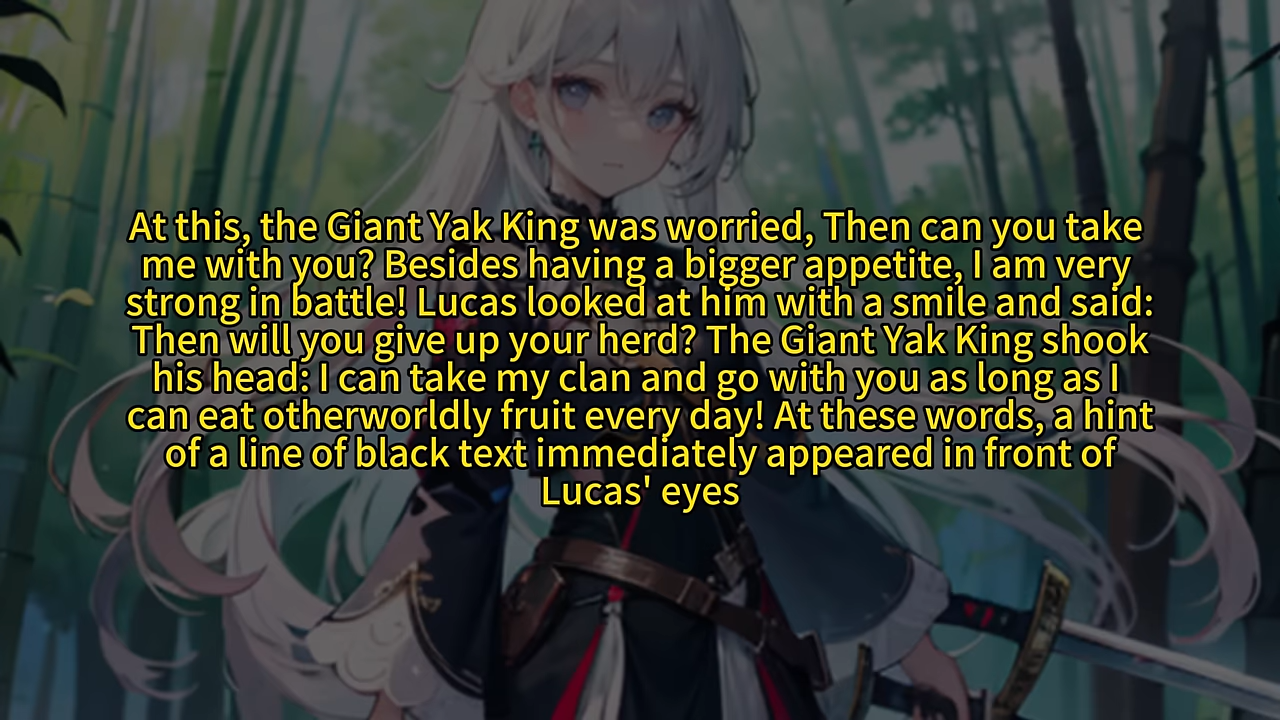 At this, the Giant Yak King was worried, Then can you take
me with you? Besides having a bigger appetite, I am very
strong in battle! Lucas looked at him with a smile and said:
Then will you give up your herd? The Giant Yak King shook
his head: I can take my clan and go with you as long as I
can eat otherworldly fruit every day! At these words, a hint
of a line of black text immediately appeared in front of
Lucas' eyes